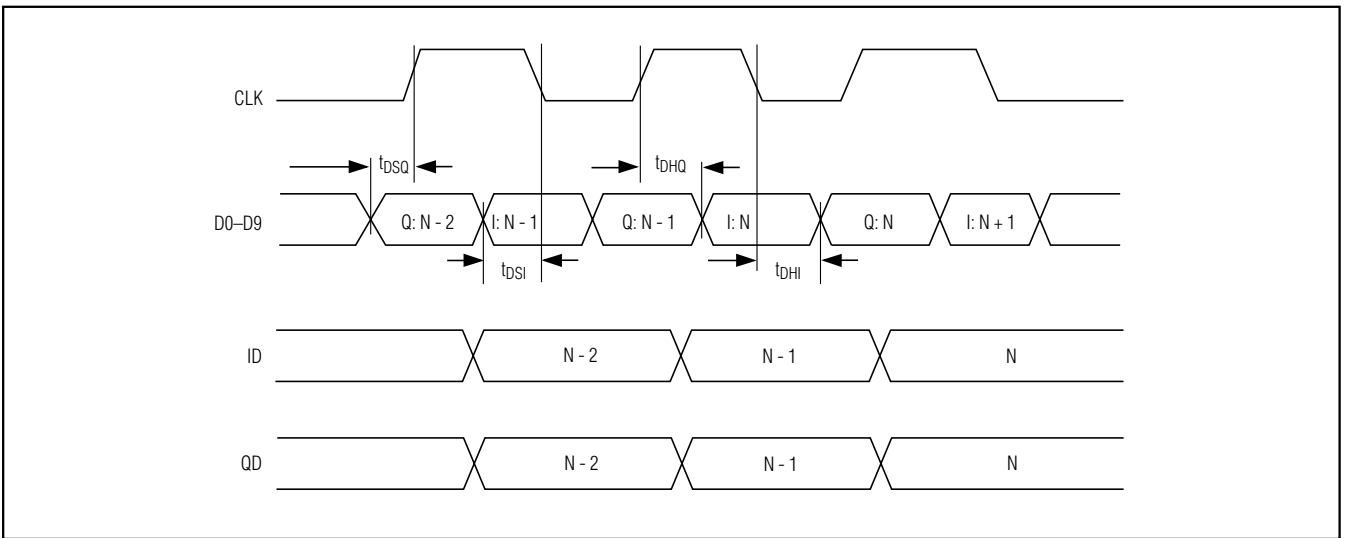 CLK
tDSQ
tDHQ
D0–D9
Q: N - 2
I: N - 1
Q: N - 1
I: N
Q: N
I: N + 1
tDSI
tDHI
ID
N - 2
N - 1
N
QD
N - 2
N - 1
N